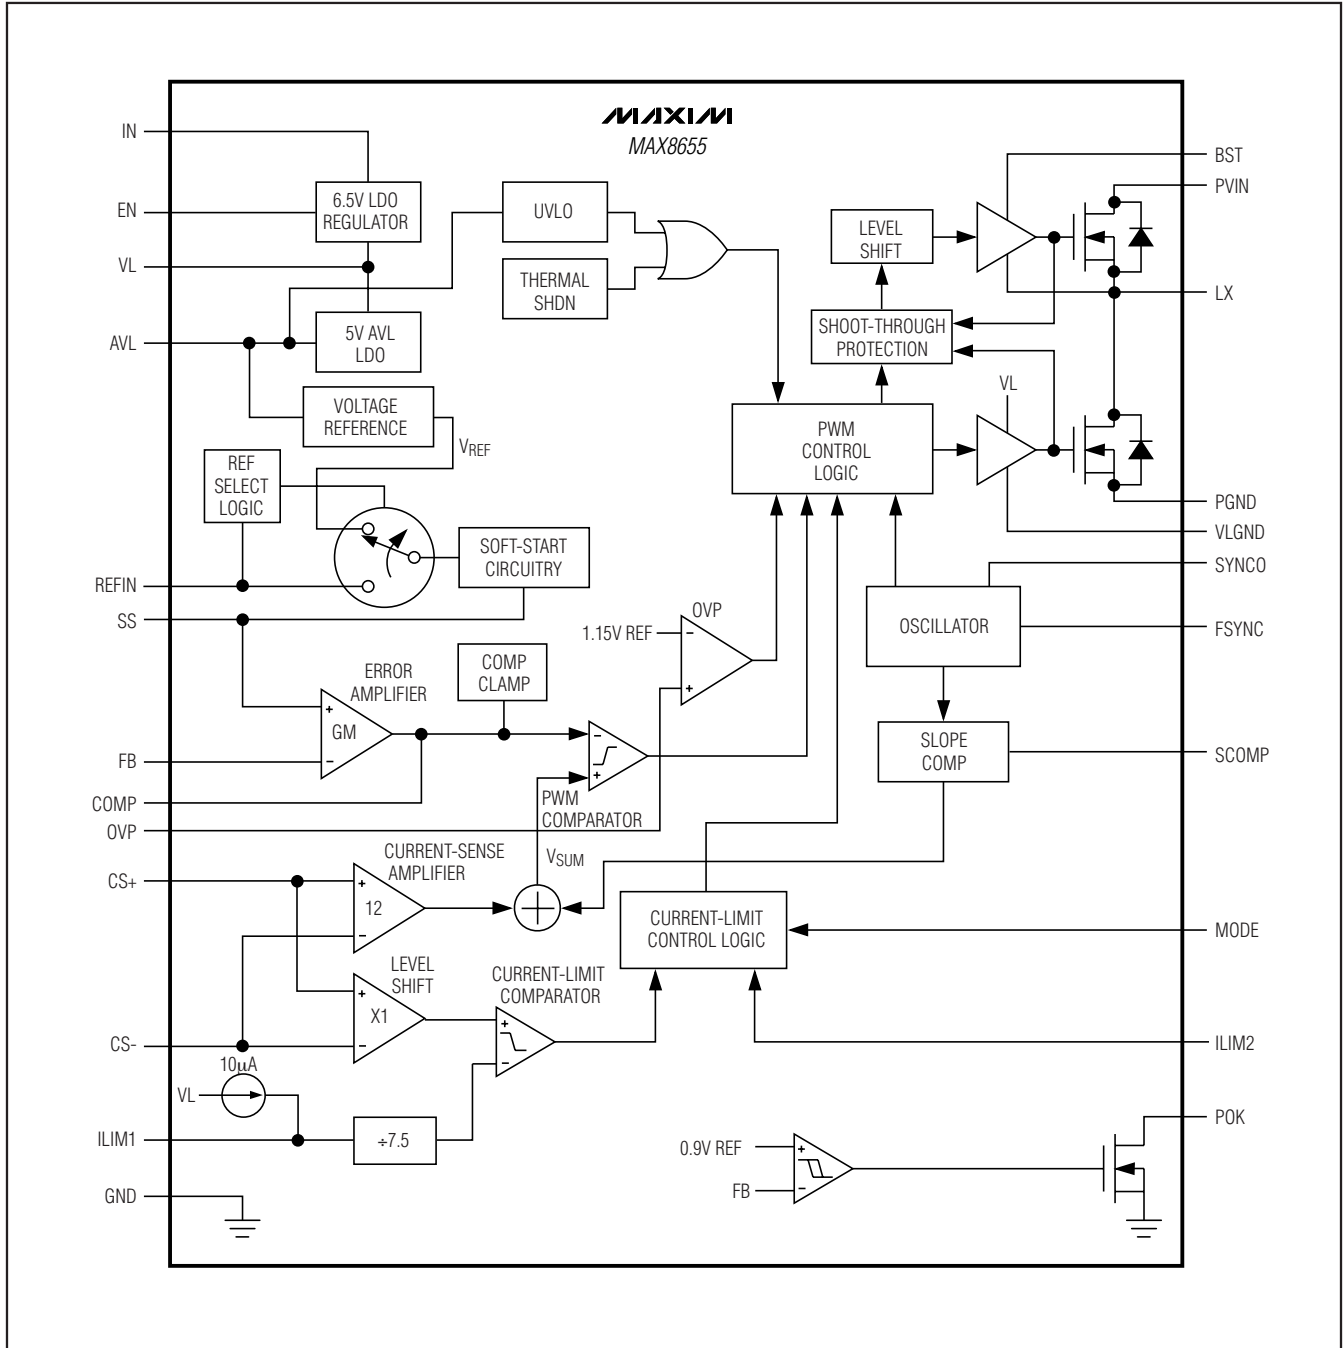 MAXIM
MAX8655
IN
EN
VL
AVL
REFIN
SS
FB
COMP
OVP
CS+
CS-
ILIM1
GND
6.5V LDO
REGULATOR
5V AVL
LDO
VOLTAGE
REFERENCE
VREF
REF
SELECT
LOGIC
SOFT-START
CIRCUITRY
UVLO
THERMAL
SHDN
LEVEL
SHIFT
SHOOT-THROUGH
PROTECTION
VL
PWM
CONTROL
LOGIC
OVP
1.15V REF
-
+
OSCILLATOR
SLOPE
COMP
COMP
CLAMP
ERROR
AMPLIFIER
+
GM
-
-
+
PWM
COMPARATOR
VSUM
CURRENT-SENSE
AMPLIFIER
+
12
-
LEVEL
SHIFT
+
X1
-
CURRENT-LIMIT
COMPARATOR
+
-
CURRENT-LIMIT
CONTROL LOGIC
10µA
VL
÷7.5
0.9V REF
+
FB
-
BST
PVIN
LX
PGND
VLGND
SYNCO
FSYNC
SCOMP
MODE
ILIM2
POK